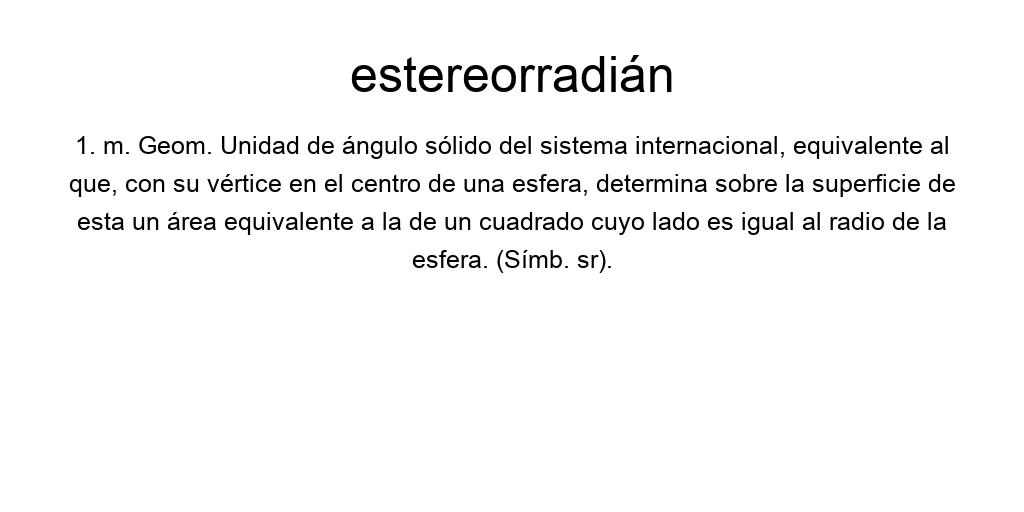 estereorradián
1. m. Geom. Unidad de ángulo sólido del sistema internacional, equivalente al
que, con su vértice en el centro de una esfera, determina sobre la superficie de
esta un área equivalente a la de un cuadrado cuyo lado es igual al radio de la
esfera. (Símb. sr).